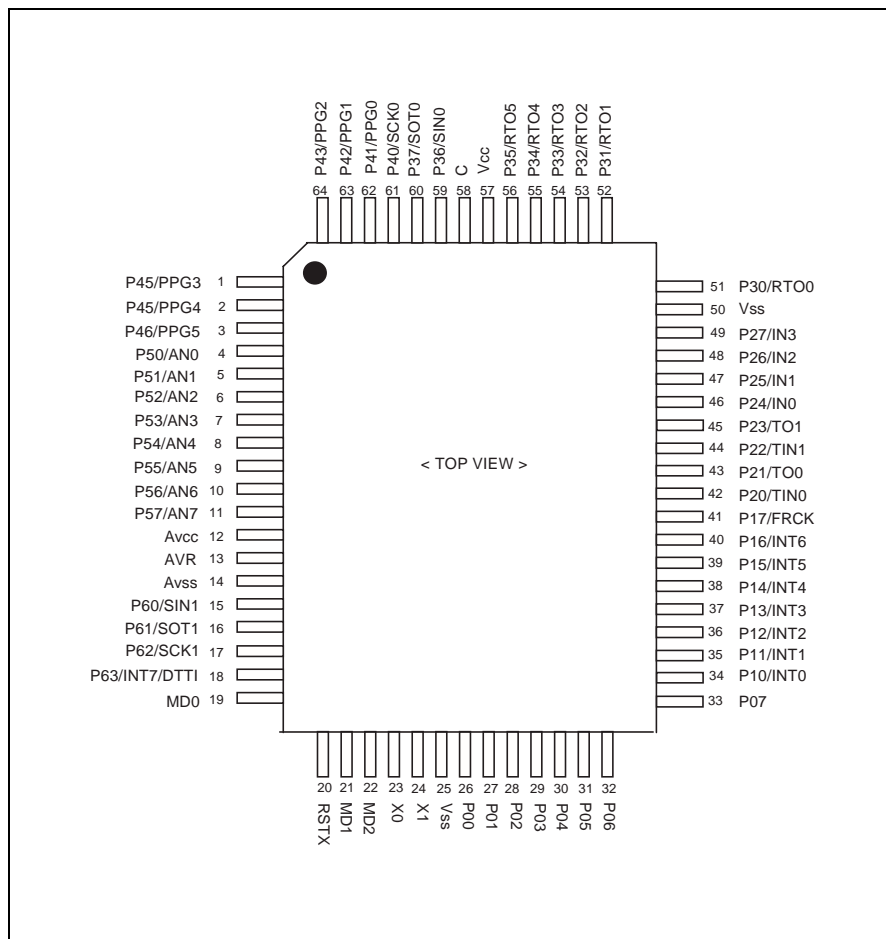 P43/PPG2
P42/PPG1
P41/PPG0
P40/SCK0
P37/SOT0
P36/SIN0
C
Vcc
P35/RTO5
P34/RTO4
P33/RTO3
P32/RTO2
P31/RTO1
64
63
62
61
60
59
58
57
56
55
54
53
52
P45/PPG3 1
P45/PPG4 2
P46/PPG5 3
P50/AN0 4
P51/AN1 5
P52/AN2 6
P53/AN3 7
P54/AN4 8
P55/AN5 9
P56/AN6 10
P57/AN7 11
Avcc 12
AVR 13
Avss 14
P60/SIN1 15
P61/SOT1 16
P62/SCK1 17
P63/INT7/DTTI 18
MD0 19
< TOP VIEW >
51 P30/RTO0
50 Vss
49 P27/IN3
48 P26/IN2
47 P25/IN1
46 P24/IN0
45 P23/TO1
44 P22/TIN1
43 P21/TO0
42 P20/TIN0
41 P17/FRCK
40 P16/INT6
39 P15/INT5
38 P14/INT4
37 P13/INT3
36 P12/INT2
35 P11/INT1
34 P10/INT0
33 P07
20
21
22
23
24
25
26
27
28
29
30
31
32
RSTX
MD1
MD2
X0
X1
Vss
P00
P01
P02
P03
P04
P05
P06